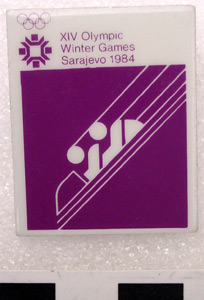 XIV Olympic
Winter Games
Sarajevo 1984